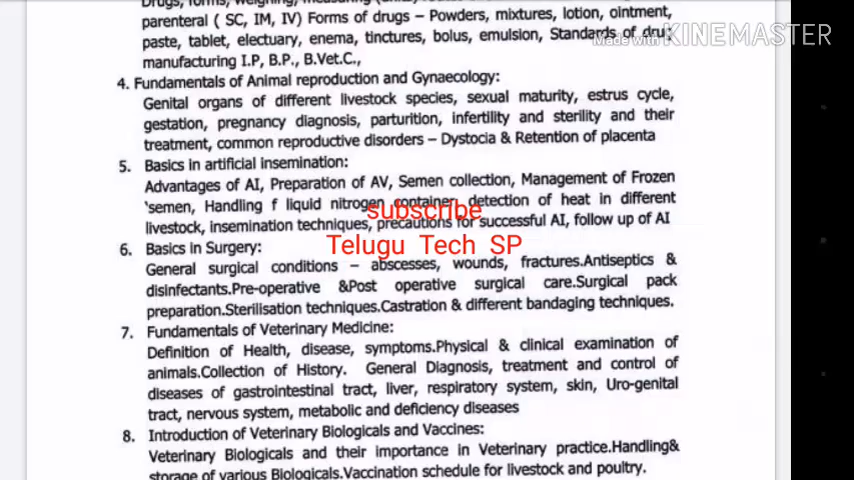 parenteral ( SC, IM, IV) Forms of drugs – Powders, mixtures, lotion, ointment,
paste, tablet, electuary, enema, tinctures, bolus, emulsion, Standards of drug
Made with KINEMASTER
manufacturing I.P, B.P., B.Vet.C.,
4. Fundamentals of Animal reproduction and Gynaecology:
Genital organs of different livestock species, sexual maturity, estrus cycle,
gestation, pregnancy diagnosis, parturition, infertility and sterility and their
treatment, common reproductive disorders – Dystocia & Retention of placenta
5. Basics in artificial insemination:
Advantages of AI, Preparation of AV, Semen collection, Management of Frozen
'semen, Handling f liquid nitrogen container, detection of heat in different
subscribe
livestock, insemination techniques, precautions for successful AI, follow up of AI
Telugu Tech SP
6. Basics in Surgery:
General surgical conditions – abscesses, wounds, fractures.Antiseptics &
disinfectants.Pre-operative &Post operative surgical care.Surgical pack
preparation.Sterilisation techniques.Castration & different bandaging techniques.
7. Fundamentals of Veterinary Medicine:
Definition of Health, disease, symptoms.Physical & clinical examination of
animals.Collection of History. General Diagnosis, treatment and control of
diseases of gastrointestinal tract, liver, respiratory system, skin, Uro-genital
tract, nervous system, metabolic and deficiency diseases
8. Introduction of Veterinary Biologicals and Vaccines:
Veterinary Biologicals and their importance in Veterinary practice.Handling&
storage of various Biologicals.Vaccination schedule for livestock and poultry.